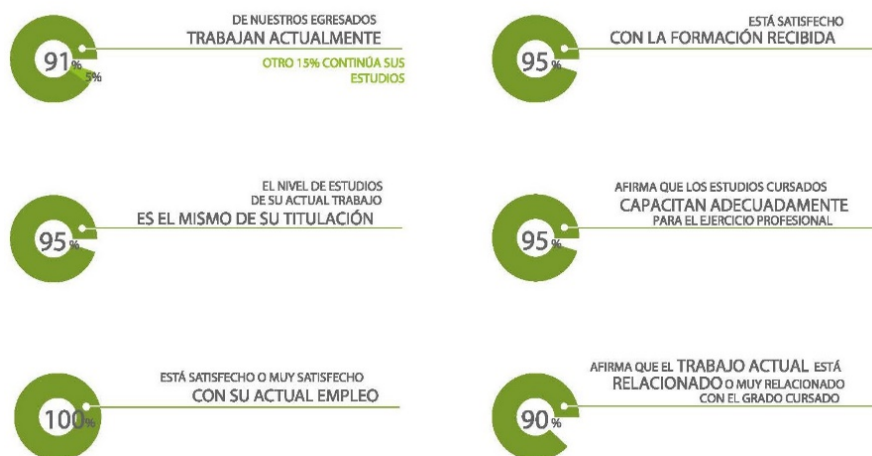 91%
5%
DE NUESTROS EGRESADOS
TRABAJAN ACTUALMENTE
OTRO 15% CONTINÚA SUS
ESTUDIOS
95%
ESTÁ SATISFECHO
CON LA FORMACIÓN RECIBIDA
95%
EL NIVEL DE ESTUDIOS
DE SU ACTUAL TRABAJO
ES EL MISMO DE SU TITULACIÓN
95%
AFIRMA QUE LOS ESTUDIOS CURSADOS
CAPACITAN ADECUADAMENTE
PARA EL EJERCICIO PROFESIONAL
100%
ESTÁ SATISFECHO O MUY SATISFECHO
CON SU ACTUAL EMPLEO
90%
AFIRMA QUE EL TRABAJO ACTUAL ESTÁ
RELACIONADO O MUY RELACIONADO
CON EL GRADO CURSADO